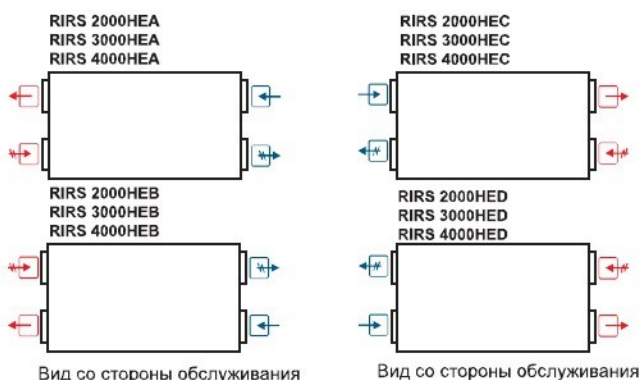 RIRS 2000HEA
RIRS 3000HEA
RIRS 4000HEA
RIRS 2000HEC
RIRS 3000HEC
RIRS 4000HEC
RIRS 2000HEB
RIRS 3000HEB
RIRS 4000HEB
RIRS 2000HED
RIRS 3000HED
RIRS 4000HED
Вид со стороны обслуживания
Вид со стороны обслуживания